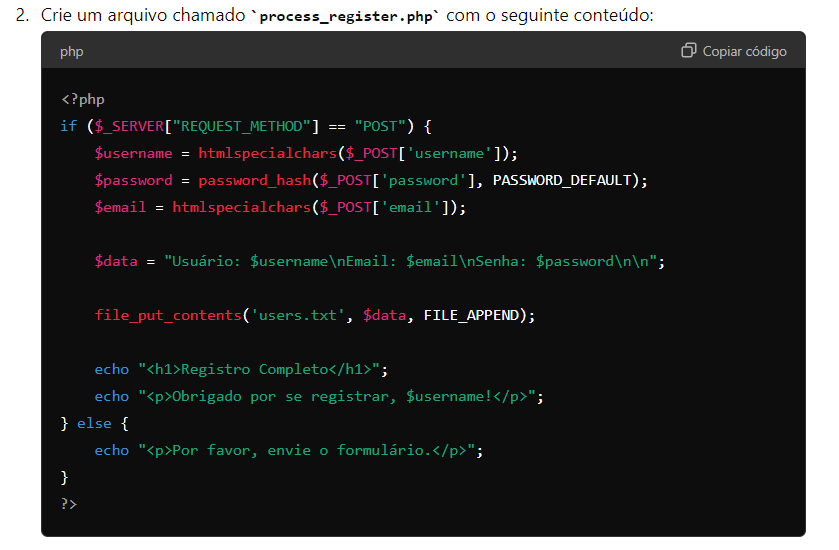 2. Crie um arquivo chamado `process_register.php` com o seguinte conteúdo:
php
Copiar código
<?php
if ($_SERVER["REQUEST_METHOD"] == "POST") {
    $username = htmlspecialchars($_POST['username']);
    $password = password_hash($_POST['password'], PASSWORD_DEFAULT);
    $email = htmlspecialchars($_POST['email']);

    $data = "Usuário: $username\nEmail: $email\nSenha: $password\n\n";

    file_put_contents('users.txt', $data, FILE_APPEND);

    echo "<h1>Registro Completo</h1>";
    echo "<p>Obrigado por se registrar, $username!</p>";
} else {
    echo "<p>Por favor, envie o formulário.</p>";
}
?>